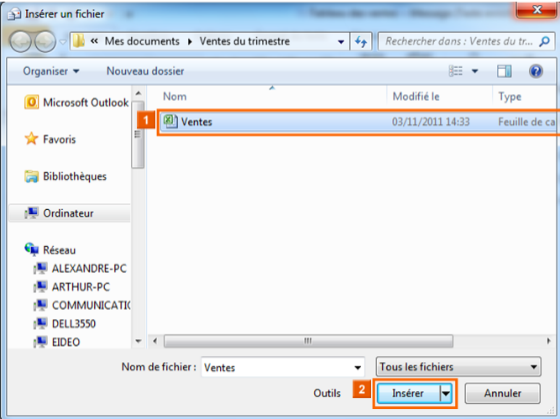 Insérer un fichier
« Mes documents ▸ Ventes du trimestre
Rechercher dans : Ventes du tr...
Organiser ▾ Nouveau dossier
Microsoft Outlook
Favoris
Bibliothèques
Ordinateur
Réseau
ALEXANDRE-PC
ARTHUR-PC
COMMUNICATIO
DELL3550
EIDEO
Nom Modifié le Type
1 Ventes 03/11/2011 14:33 Feuille de ca
Nom de fichier : Ventes Tous les fichiers
Outils 2 Insérer Annuler